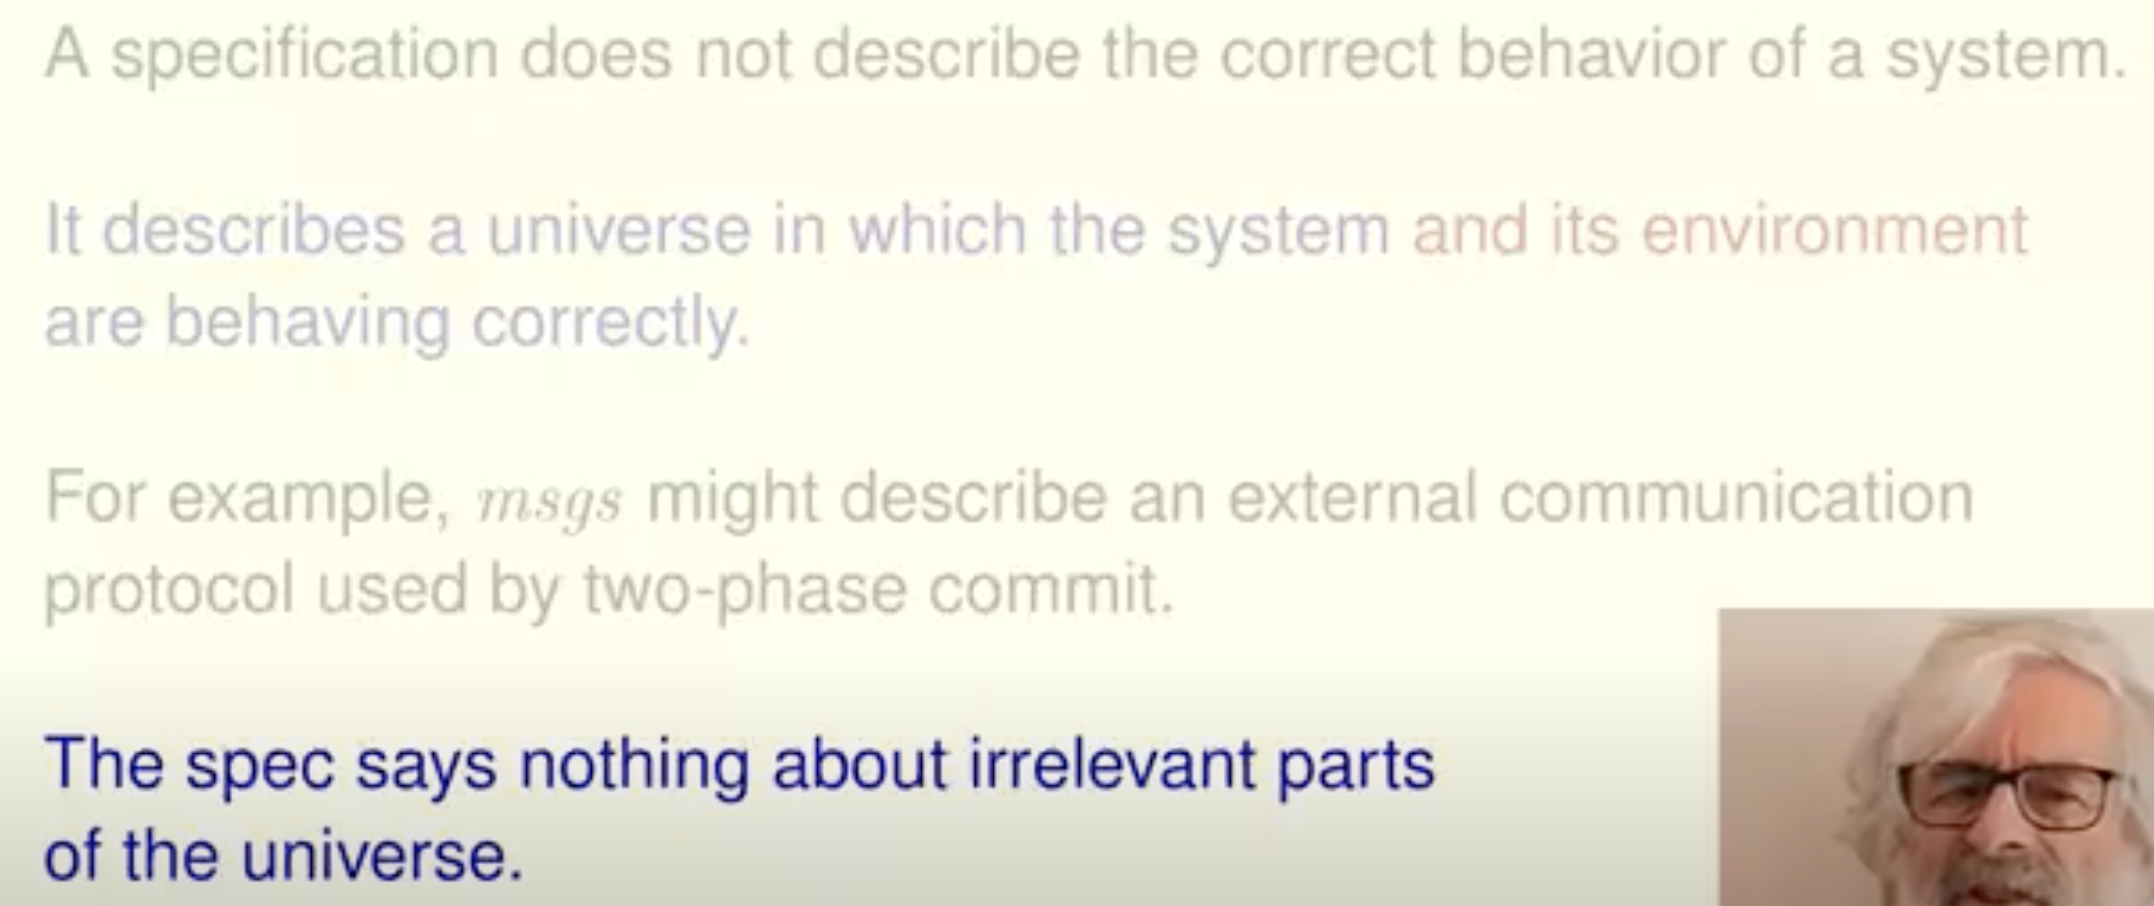 A specification does not describe the correct behavior of a system.
It describes a universe in which the system and its environment
are behaving correctly.
For example, msgs might describe an external communication
protocol used by two-phase commit.
The spec says nothing about irrelevant parts
of the universe.